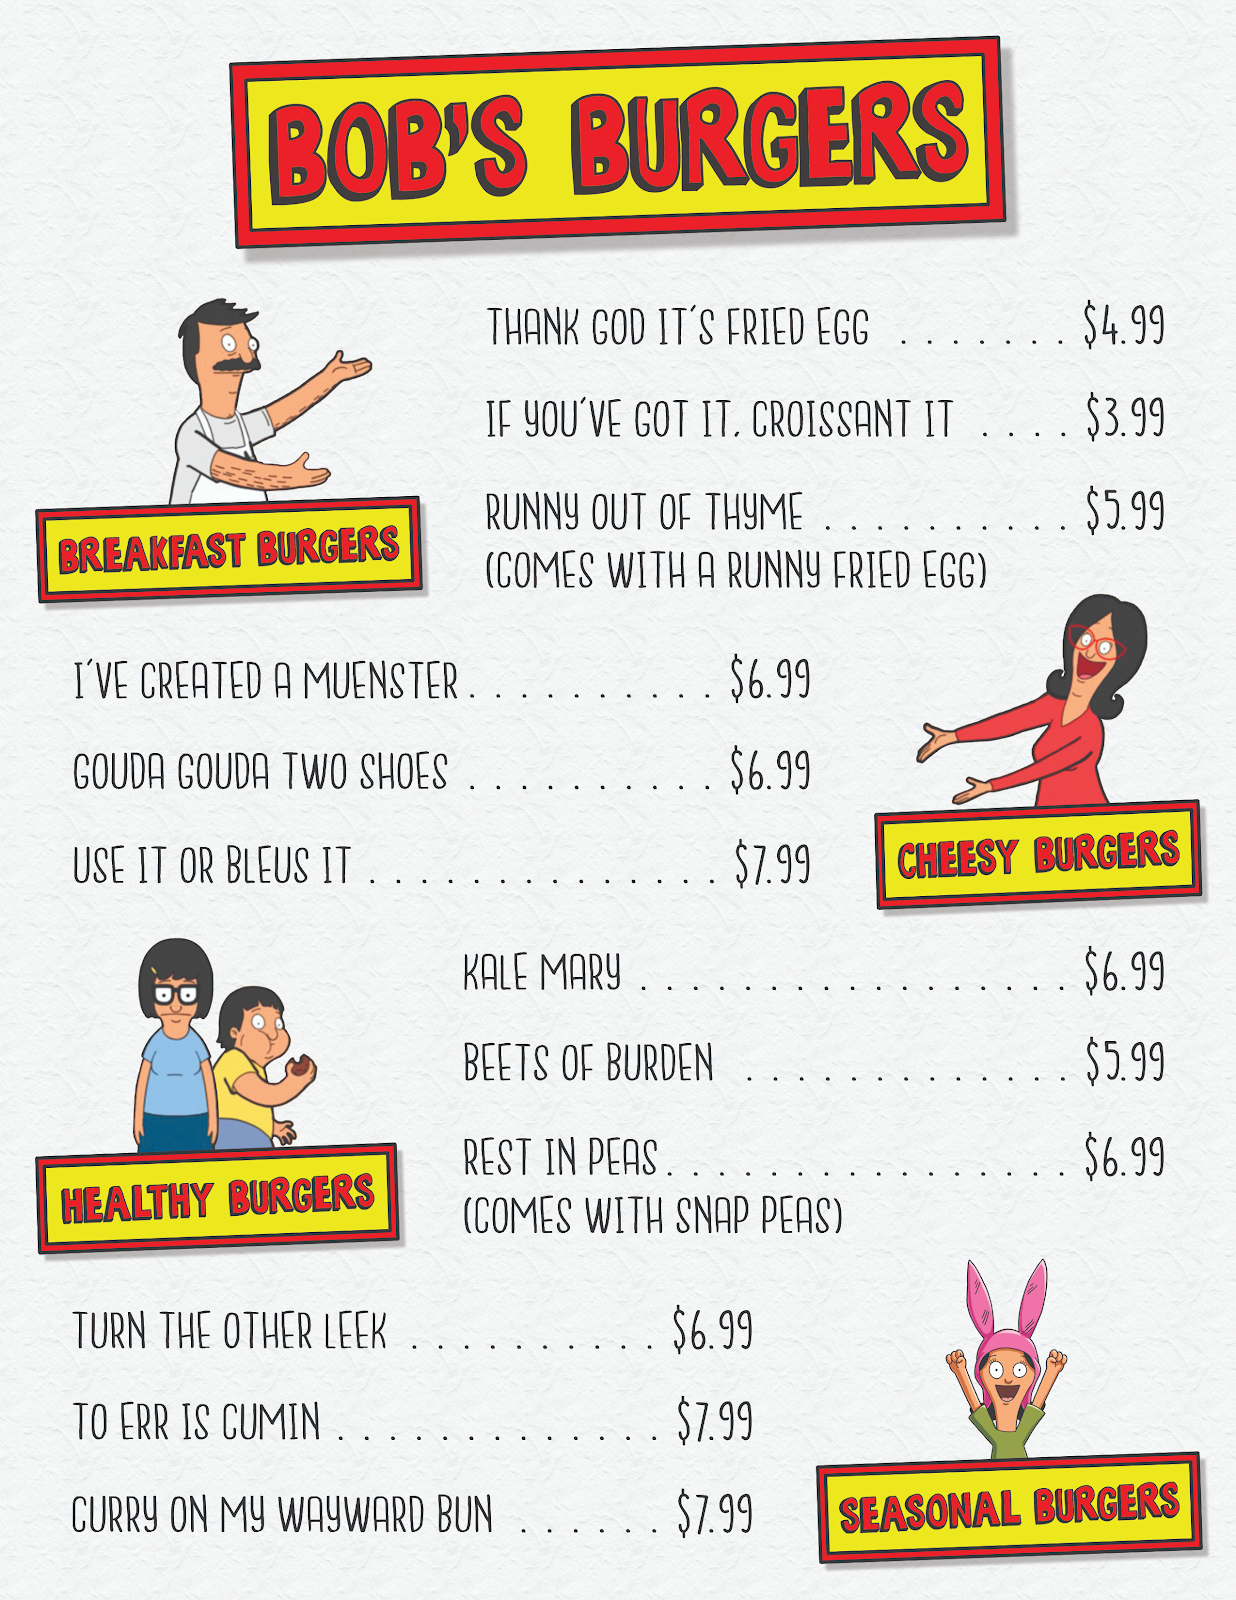 BOB'S BURGERS
THANK GOD IT'S FRIED EGG . . . . . . . $4.99
IF YOU'VE GOT IT, CROISSANT IT . . . . $3.99
RUNNY OUT OF THYME . . . . . . . . . . $5.99
(COMES WITH A RUNNY FRIED EGG)
BREAKFAST BURGERS
I'VE CREATED A MUENSTER . . . . . . . . . . $6.99
GOUDA GOUDA TWO SHOES . . . . . . . . . . $6.99
USE IT OR BLEUS IT . . . . . . . . . . . . . . $7.99
CHEESY BURGERS
KALE MARY . . . . . . . . . . . . . . . . . $6.99
BEETS OF BURDEN . . . . . . . . . . . . . $5.99
REST IN PEAS . . . . . . . . . . . . . . . . $6.99
(COMES WITH SNAP PEAS)
HEALTHY BURGERS
TURN THE OTHER LEEK . . . . . . . . . . $6.99
TO ERR IS CUMIN . . . . . . . . . . . . . $7.99
CURRY ON MY WAYWARD BUN . . . . . . $7.99
SEASONAL BURGERS